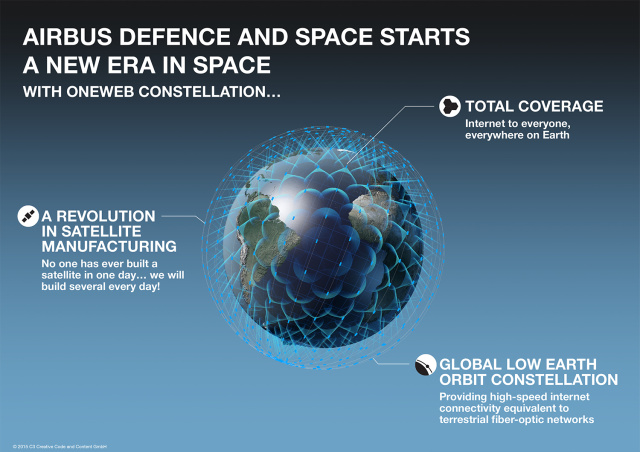 AIRBUS DEFENCE AND SPACE STARTS
A NEW ERA IN SPACE
WITH ONEWEB CONSTELLATION...
TOTAL COVERAGE
Internet to everyone,
everywhere on Earth
A REVOLUTION
IN SATELLITE
MANUFACTURING
No one has ever built a
satellite in one day... we will
build several every day!
GLOBAL LOW EARTH
ORBIT CONSTELLATION
Providing high-speed internet
connectivity equivalent to
terrestrial fiber-optic networks
© 2015 C3 Creative Code and Content GmbH